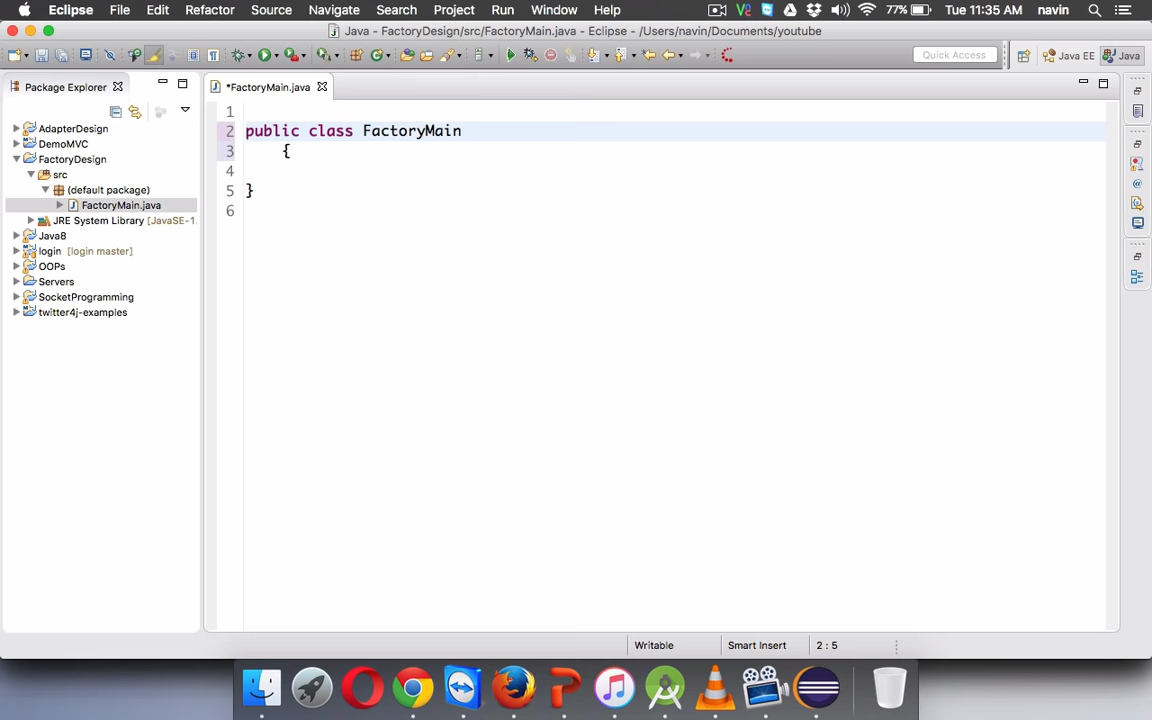 Eclipse File Edit Refactor Source Navigate Search Project Run Window Help 77% Tue 11:35 AM navin
Java - FactoryDesign/src/FactoryMain.java - Eclipse - /Users/navin/Documents/youtube
Quick Access Java EE Java
Package Explorer
*FactoryMain.java
AdapterDesign
DemoMVC
FactoryDesign
src
(default package)
FactoryMain.java
JRE System Library [JavaSE-1.
Java8
login [login master]
OOPs
Servers
SocketProgramming
twitter4j-examples
1
2 public class FactoryMain
3 {
4
5 }
6
Writable Smart Insert 2 : 5